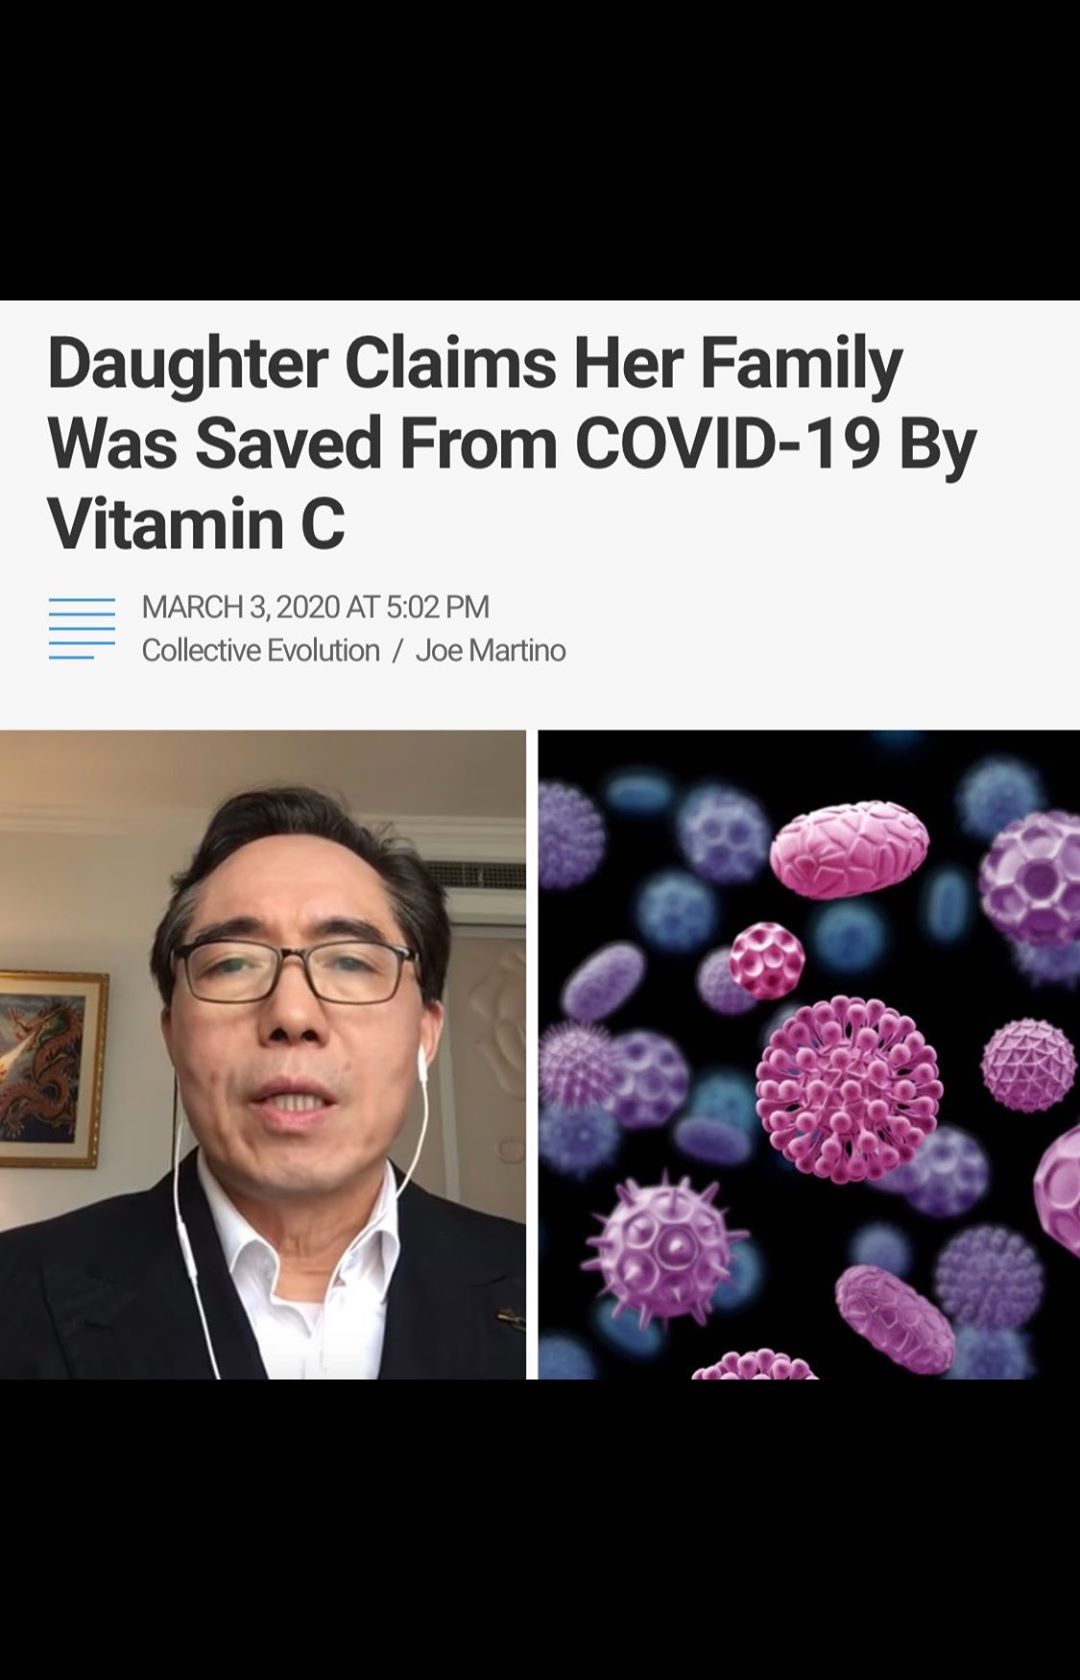 Daughter Claims Her Family
Was Saved From COVID-19 By
Vitamin C
MARCH 3, 2020 AT 5:02 PM
Collective Evolution / Joe Martino